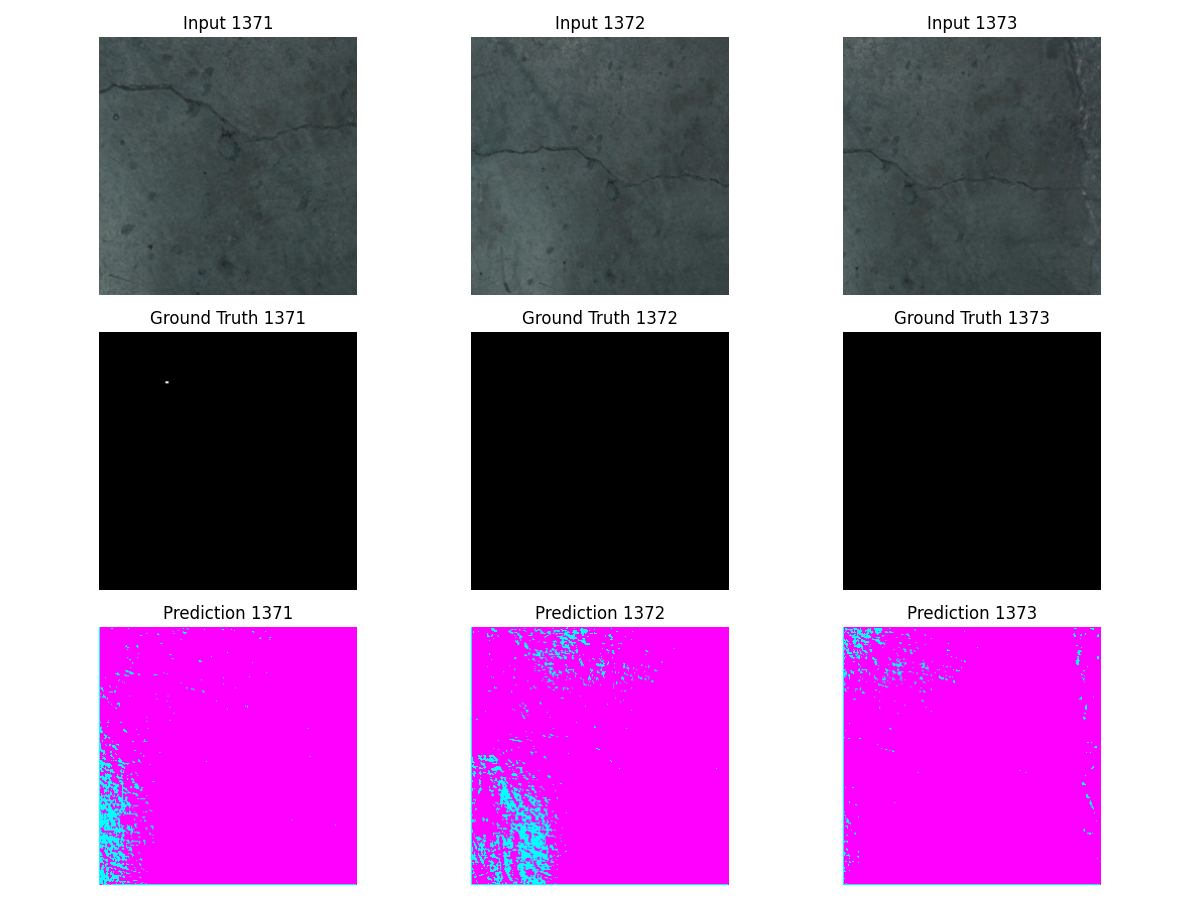 Input 1371
Input 1372
Input 1373
Ground Truth 1371
Ground Truth 1372
Ground Truth 1373
Prediction 1371
Prediction 1372
Prediction 1373